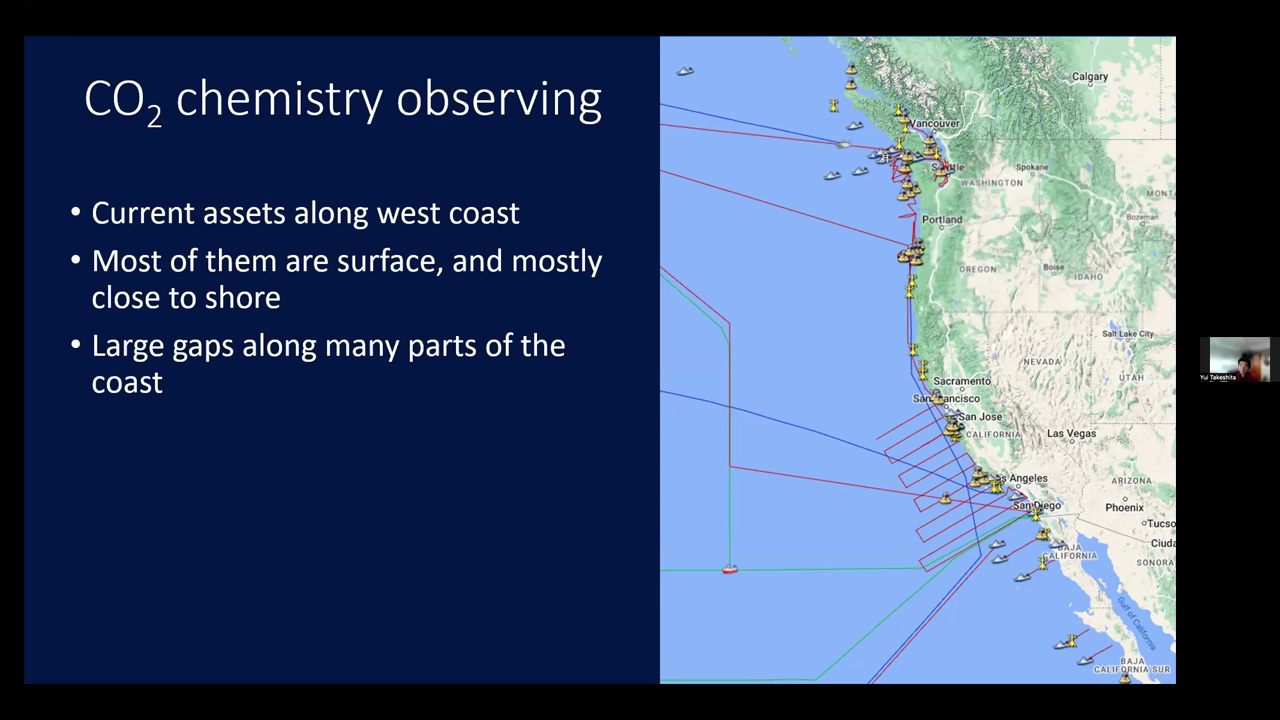 CO2 chemistry observing
• Current assets along west coast
• Most of them are surface, and mostly
close to shore
• Large gaps along many parts of the
coast
Calgary
Vancouver
Seattle
Spokane
WASHINGTON
MONT
Portland
Bozeman
OREGON
Boise
IDAHO
Salt Lake City
NEVADA
UTAH
Sacramento
San Francisco
San Jose
CALIFORNIA
Las Vegas
Los Angeles
ARIZONA
San Diego
Phoenix
Tucso
BAJA
CALIFORNIA
Ciuda
SONORA
Gulf of California
BAJA
CALIFORNIA SUR
Yui Takeshita